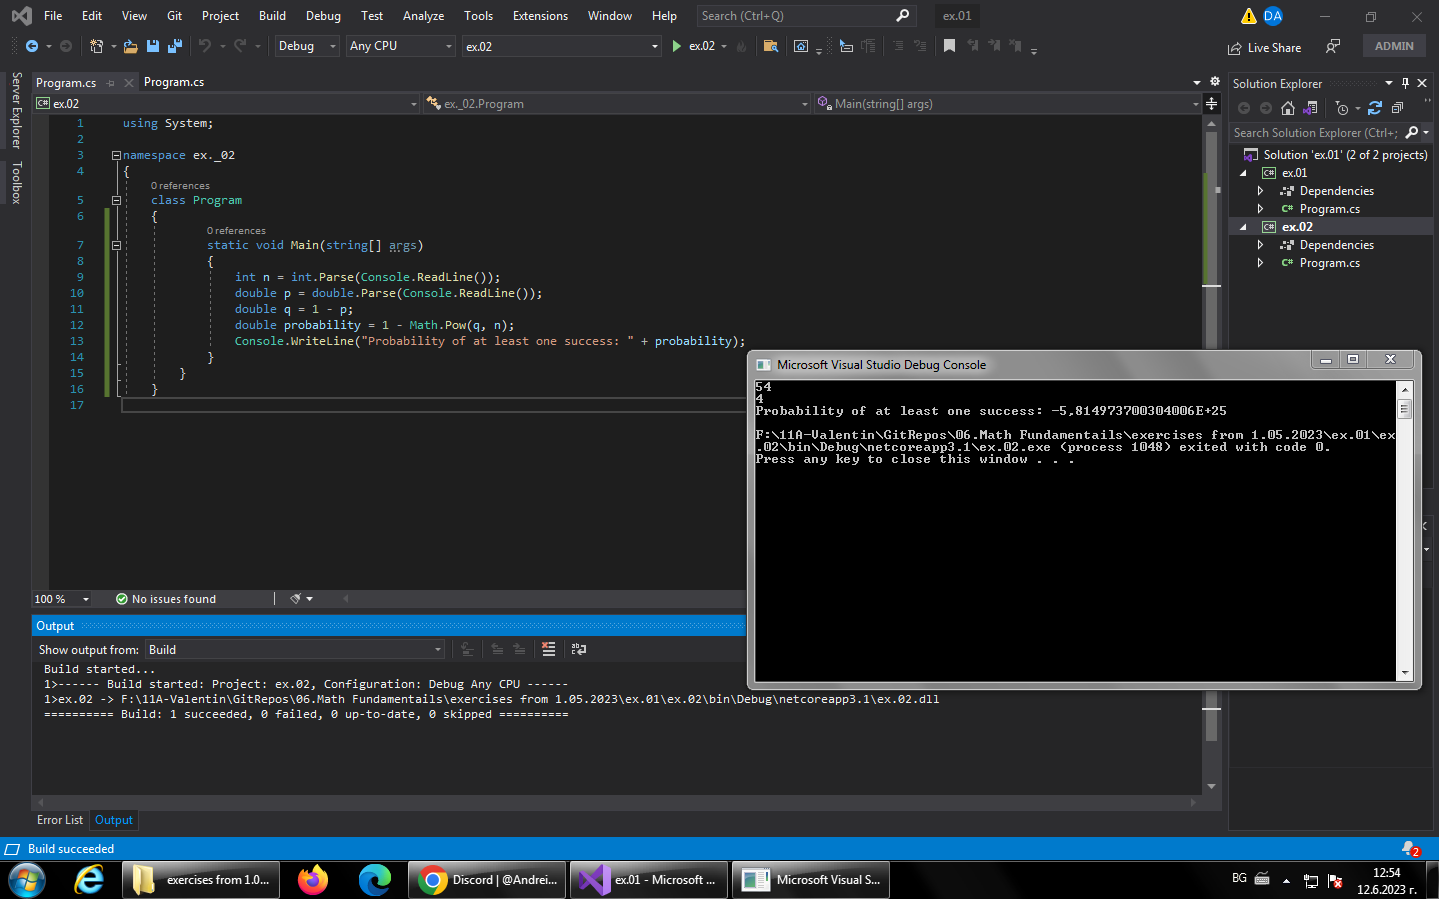 File Edit View Git Project Build Debug Test Analyze Tools Extensions Window Help Search (Ctrl+Q) ex.01 DA
Debug Any CPU ex.02 ex.02 Live Share ADMIN
Server Explorer
Toolbox
Program.cs Program.cs
ex.02 ex._02.Program Main(string[] args)
1 using System;
2
3 namespace ex._02
4 {
0 references
5 class Program
6 {
0 references
7 static void Main(string[] args)
8 {
9 int n = int.Parse(Console.ReadLine());
10 double p = double.Parse(Console.ReadLine());
11 double q = 1 - p;
12 double probability = 1 - Math.Pow(q, n);
13 Console.WriteLine("Probability of at least one success: " + probability);
14 }
15 }
16 }
17
100 % No issues found
Solution Explorer
Search Solution Explorer (Ctrl+;
Solution 'ex.01' (2 of 2 projects)
C# ex.01
Dependencies
C# Program.cs
C# ex.02
Dependencies
C# Program.cs
Microsoft Visual Studio Debug Console
54
4
Probability of at least one success: -5,814973700304006E+25
F:\11A-Valentin\GitRepos\06.Math Fundamentails\exercises from 1.05.2023\ex.01\ex
.02\bin\Debug\netcoreapp3.1\ex.02.exe (process 1048) exited with code 0.
Press any key to close this window . . .
Output
Show output from: Build
Build started...
1>------ Build started: Project: ex.02, Configuration: Debug Any CPU ------
1>ex.02 -> F:\11A-Valentin\GitRepos\06.Math Fundamentails\exercises from 1.05.2023\ex.01\ex.02\bin\Debug\netcoreapp3.1\ex.02.dll
========== Build: 1 succeeded, 0 failed, 0 up-to-date, 0 skipped ==========
Error List Output
Build succeeded 2
exercises from 1.0... Discord | @Andrei... ex.01 - Microsoft ... Microsoft Visual S... BG 12:54
12.6.2023 г.